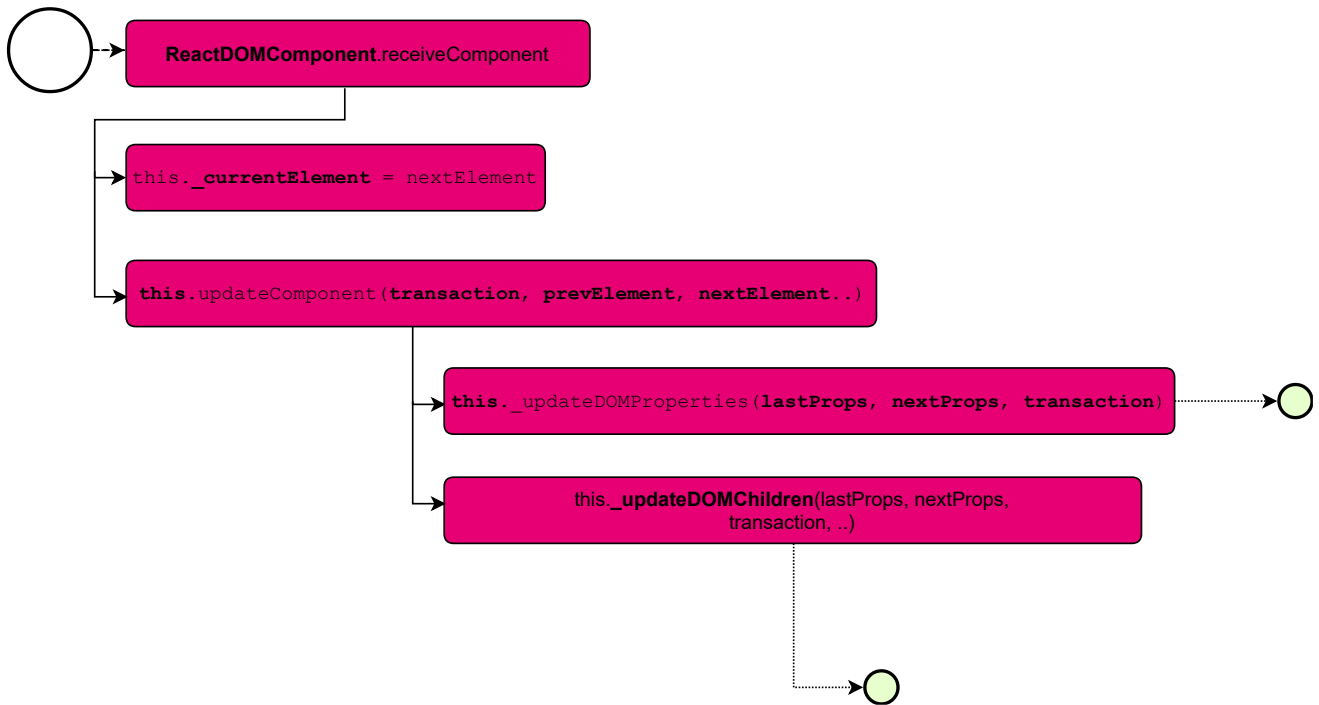 ReactDOMComponent.receiveComponent
this._currentElement = nextElement
this.updateComponent(transaction, prevElement, nextElement..)
this._updateDOMProperties(lastProps, nextProps, transaction)
this._updateDOMChildren(lastProps, nextProps,
transaction, ..)